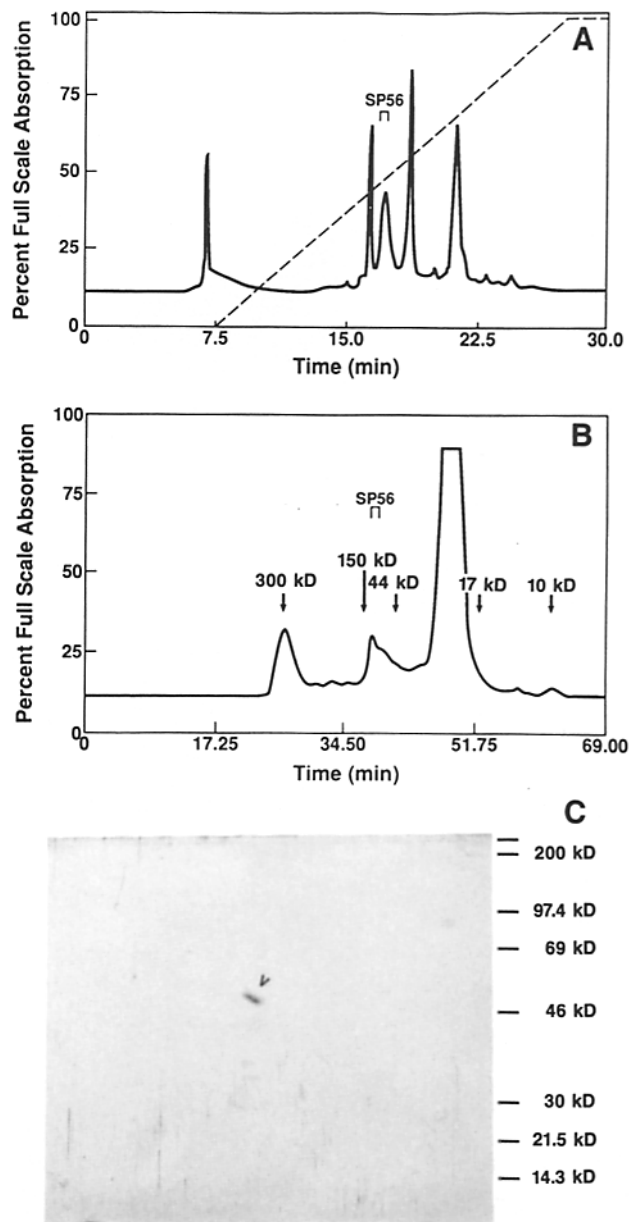 A
Percent Full Scale Absorption
100
75
50
25
0
SP56
0 7.5 15.0 22.5 30.0
Time (min)
B
Percent Full Scale Absorption
100
75
50
25
0
SP56
300 kD 150 kD 44 kD 17 kD 10 kD
0 17.25 34.50 51.75 69.00
Time (min)
C
200 kD
97.4 kD
69 kD
46 kD
30 kD
21.5 kD
14.3 kD